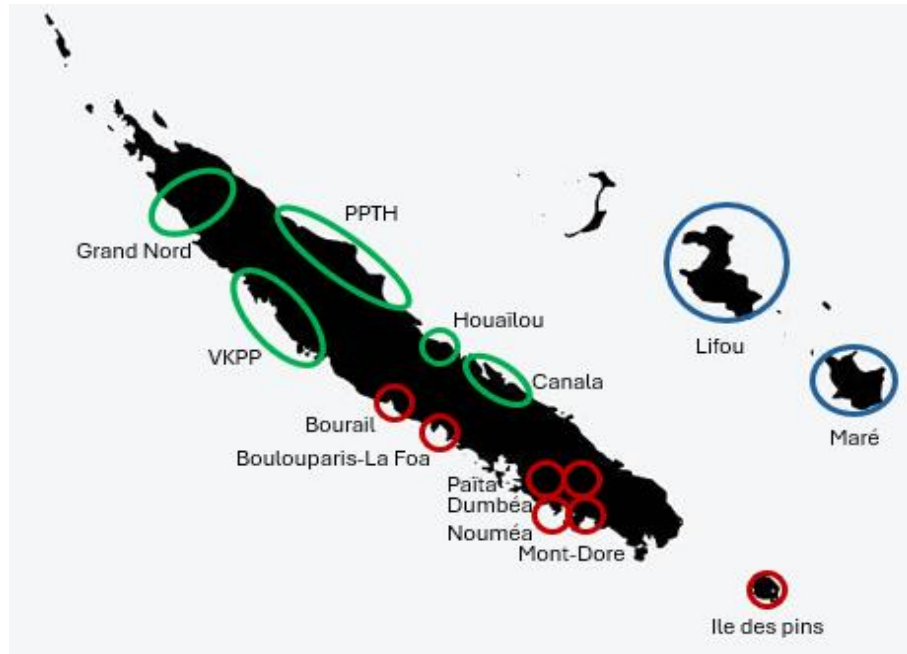 PPTH
Grand Nord
Houaïlou
Lifou
VKPP
Canala
Bourail
Maré
Boulouparis-La Foa
Païta
Dumbéa
Nouméa
Mont-Dore
Ile des pins